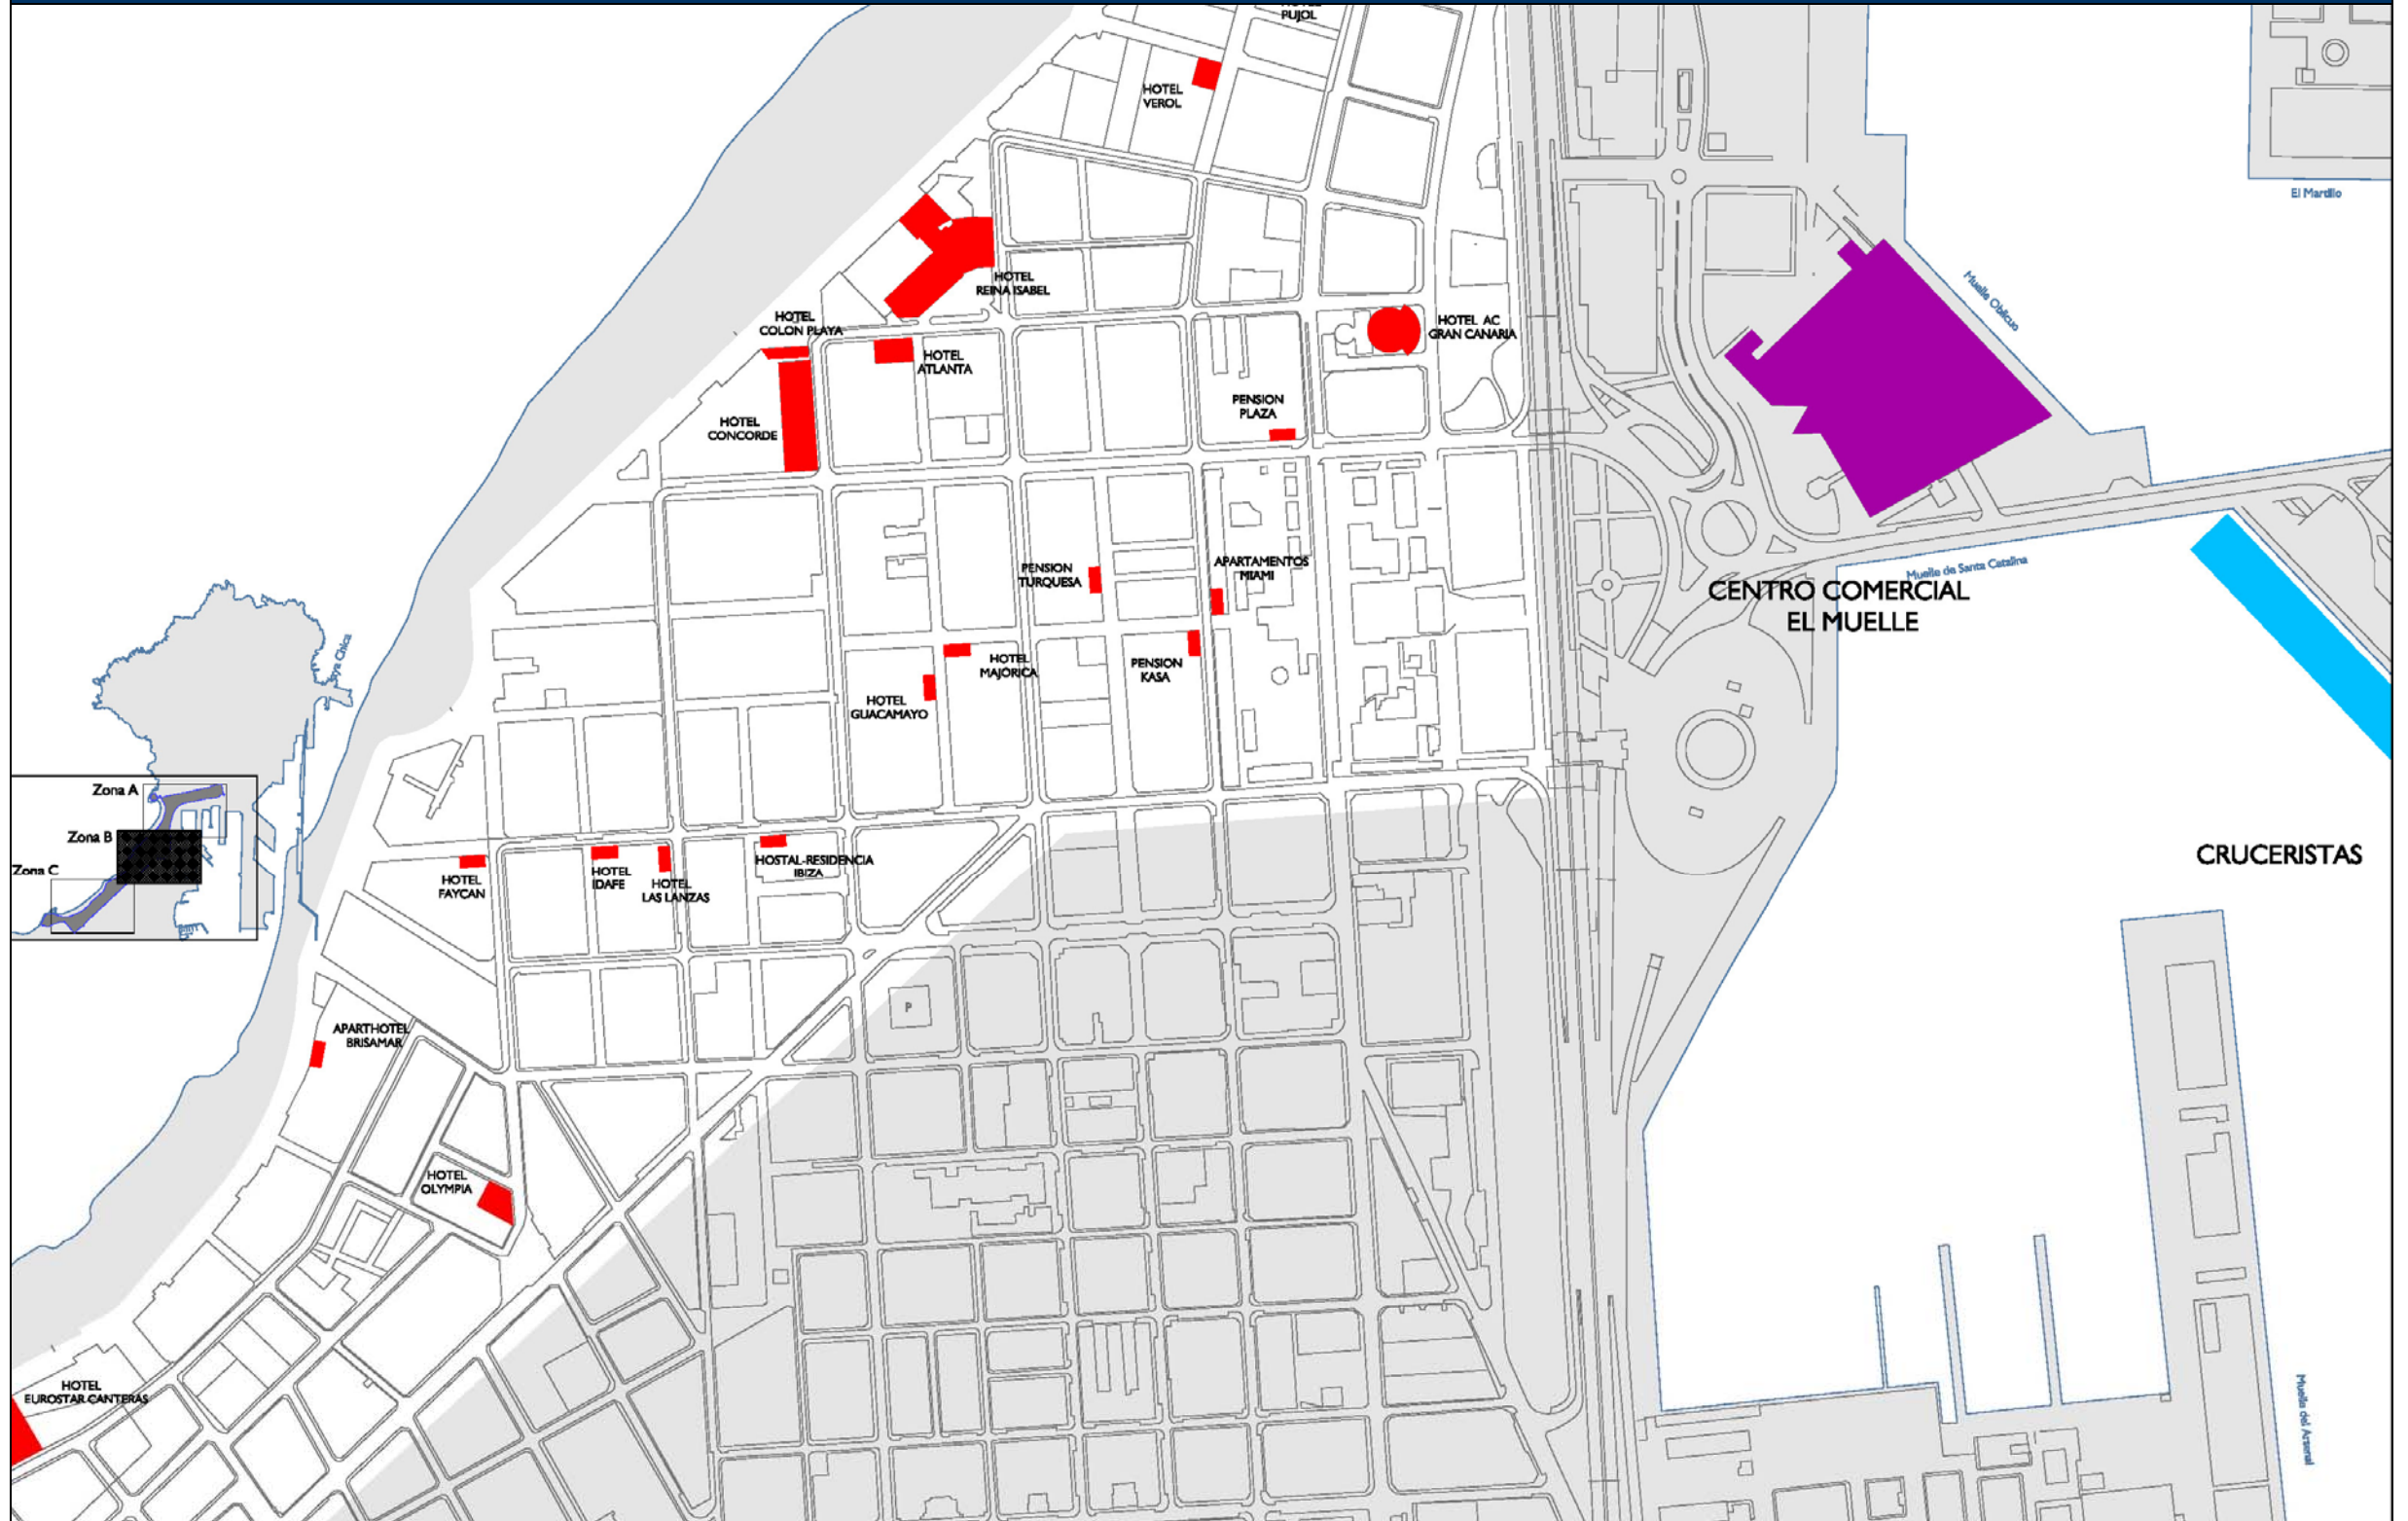 PUJOL
HOTEL
VEROL
El Martillo
HOTEL
REINA ISABEL
Muelle Oblicuo
HOTEL
COLON PLAYA
HOTEL AC
GRAN CANARIA
HOTEL
ATLANTA
PENSION
PLAZA
HOTEL
CONCORDE
PENSION
TURQUESA
APARTAMENTOS
MIAMI
Muelle de Santa Catalina
CENTRO COMERCIAL
EL MUELLE
HOTEL
MAJORICA
PENSION
KASA
HOTEL
GUACAMAYO
Chica
Zona A
Zona B
Zona C
HOSTAL-RESIDENCIA
IBIZA
HOTEL
FAYCAN
HOTEL
IDAFE
HOTEL
LAS LANZAS
CRUCERISTAS
P
APARTHOTEL
BRISAMAR
HOTEL
OLYMPIA
HOTEL
EUROSTAR CANTERAS
Muelle del Arsenal